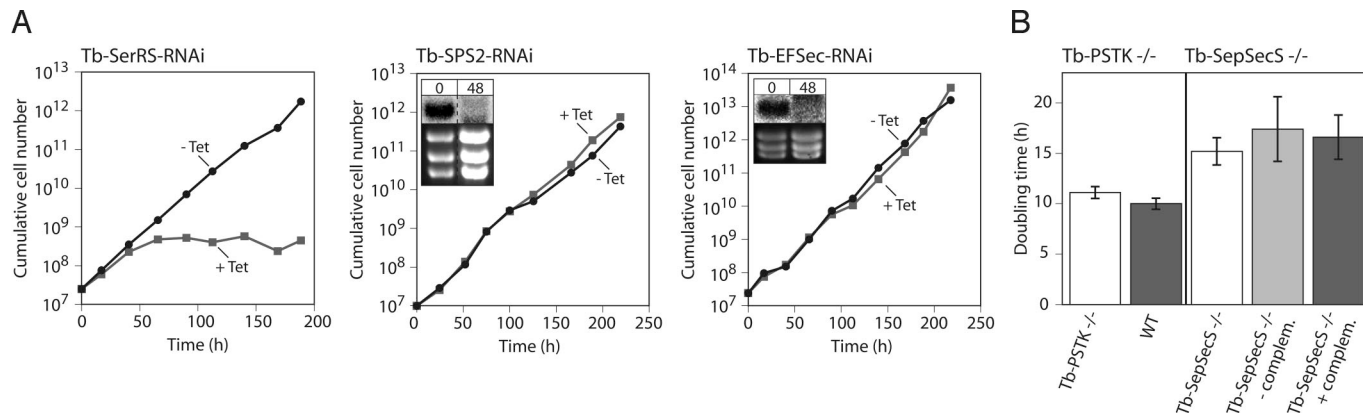 A
Tb-SerRS-RNAi
Cumulative cell number
10^13
10^12
10^11
10^10
10^9
10^8
10^7
- Tet
+ Tet
0 50 100 150 200
Time (h)
Tb-SPS2-RNAi
Cumulative cell number
10^13
10^12
10^11
10^10
10^9
10^8
10^7
0 48
+ Tet
- Tet
0 50 100 150 200 250
Time (h)
Tb-EFSec-RNAi
Cumulative cell number
10^14
10^13
10^12
10^11
10^10
10^9
10^8
10^7
0 48
- Tet
+ Tet
0 50 100 150 200 250
Time (h)
B
Tb-PSTK -/- Tb-SepSecS -/-
Doubling time (h)
20
15
10
5
0
Tb-PSTK -/-
WT
Tb-SepSecS -/-
Tb-SepSecS -/-
- complem.
Tb-SepSecS -/-
+ complem.